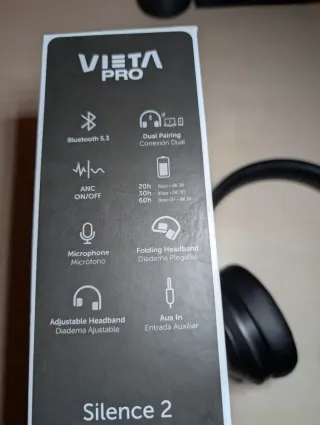 VIETA
PRO
Bluetooth 5.3
Dual Pairing
Conexión Dual
ANC
ON/OFF
20h
30h
60h
Microphone
Micrófono
Folding Headband
Diadema Plegable
Adjustable Headband
Diadema Ajustable
Aux In
Entrada Auxiliar
Silence 2